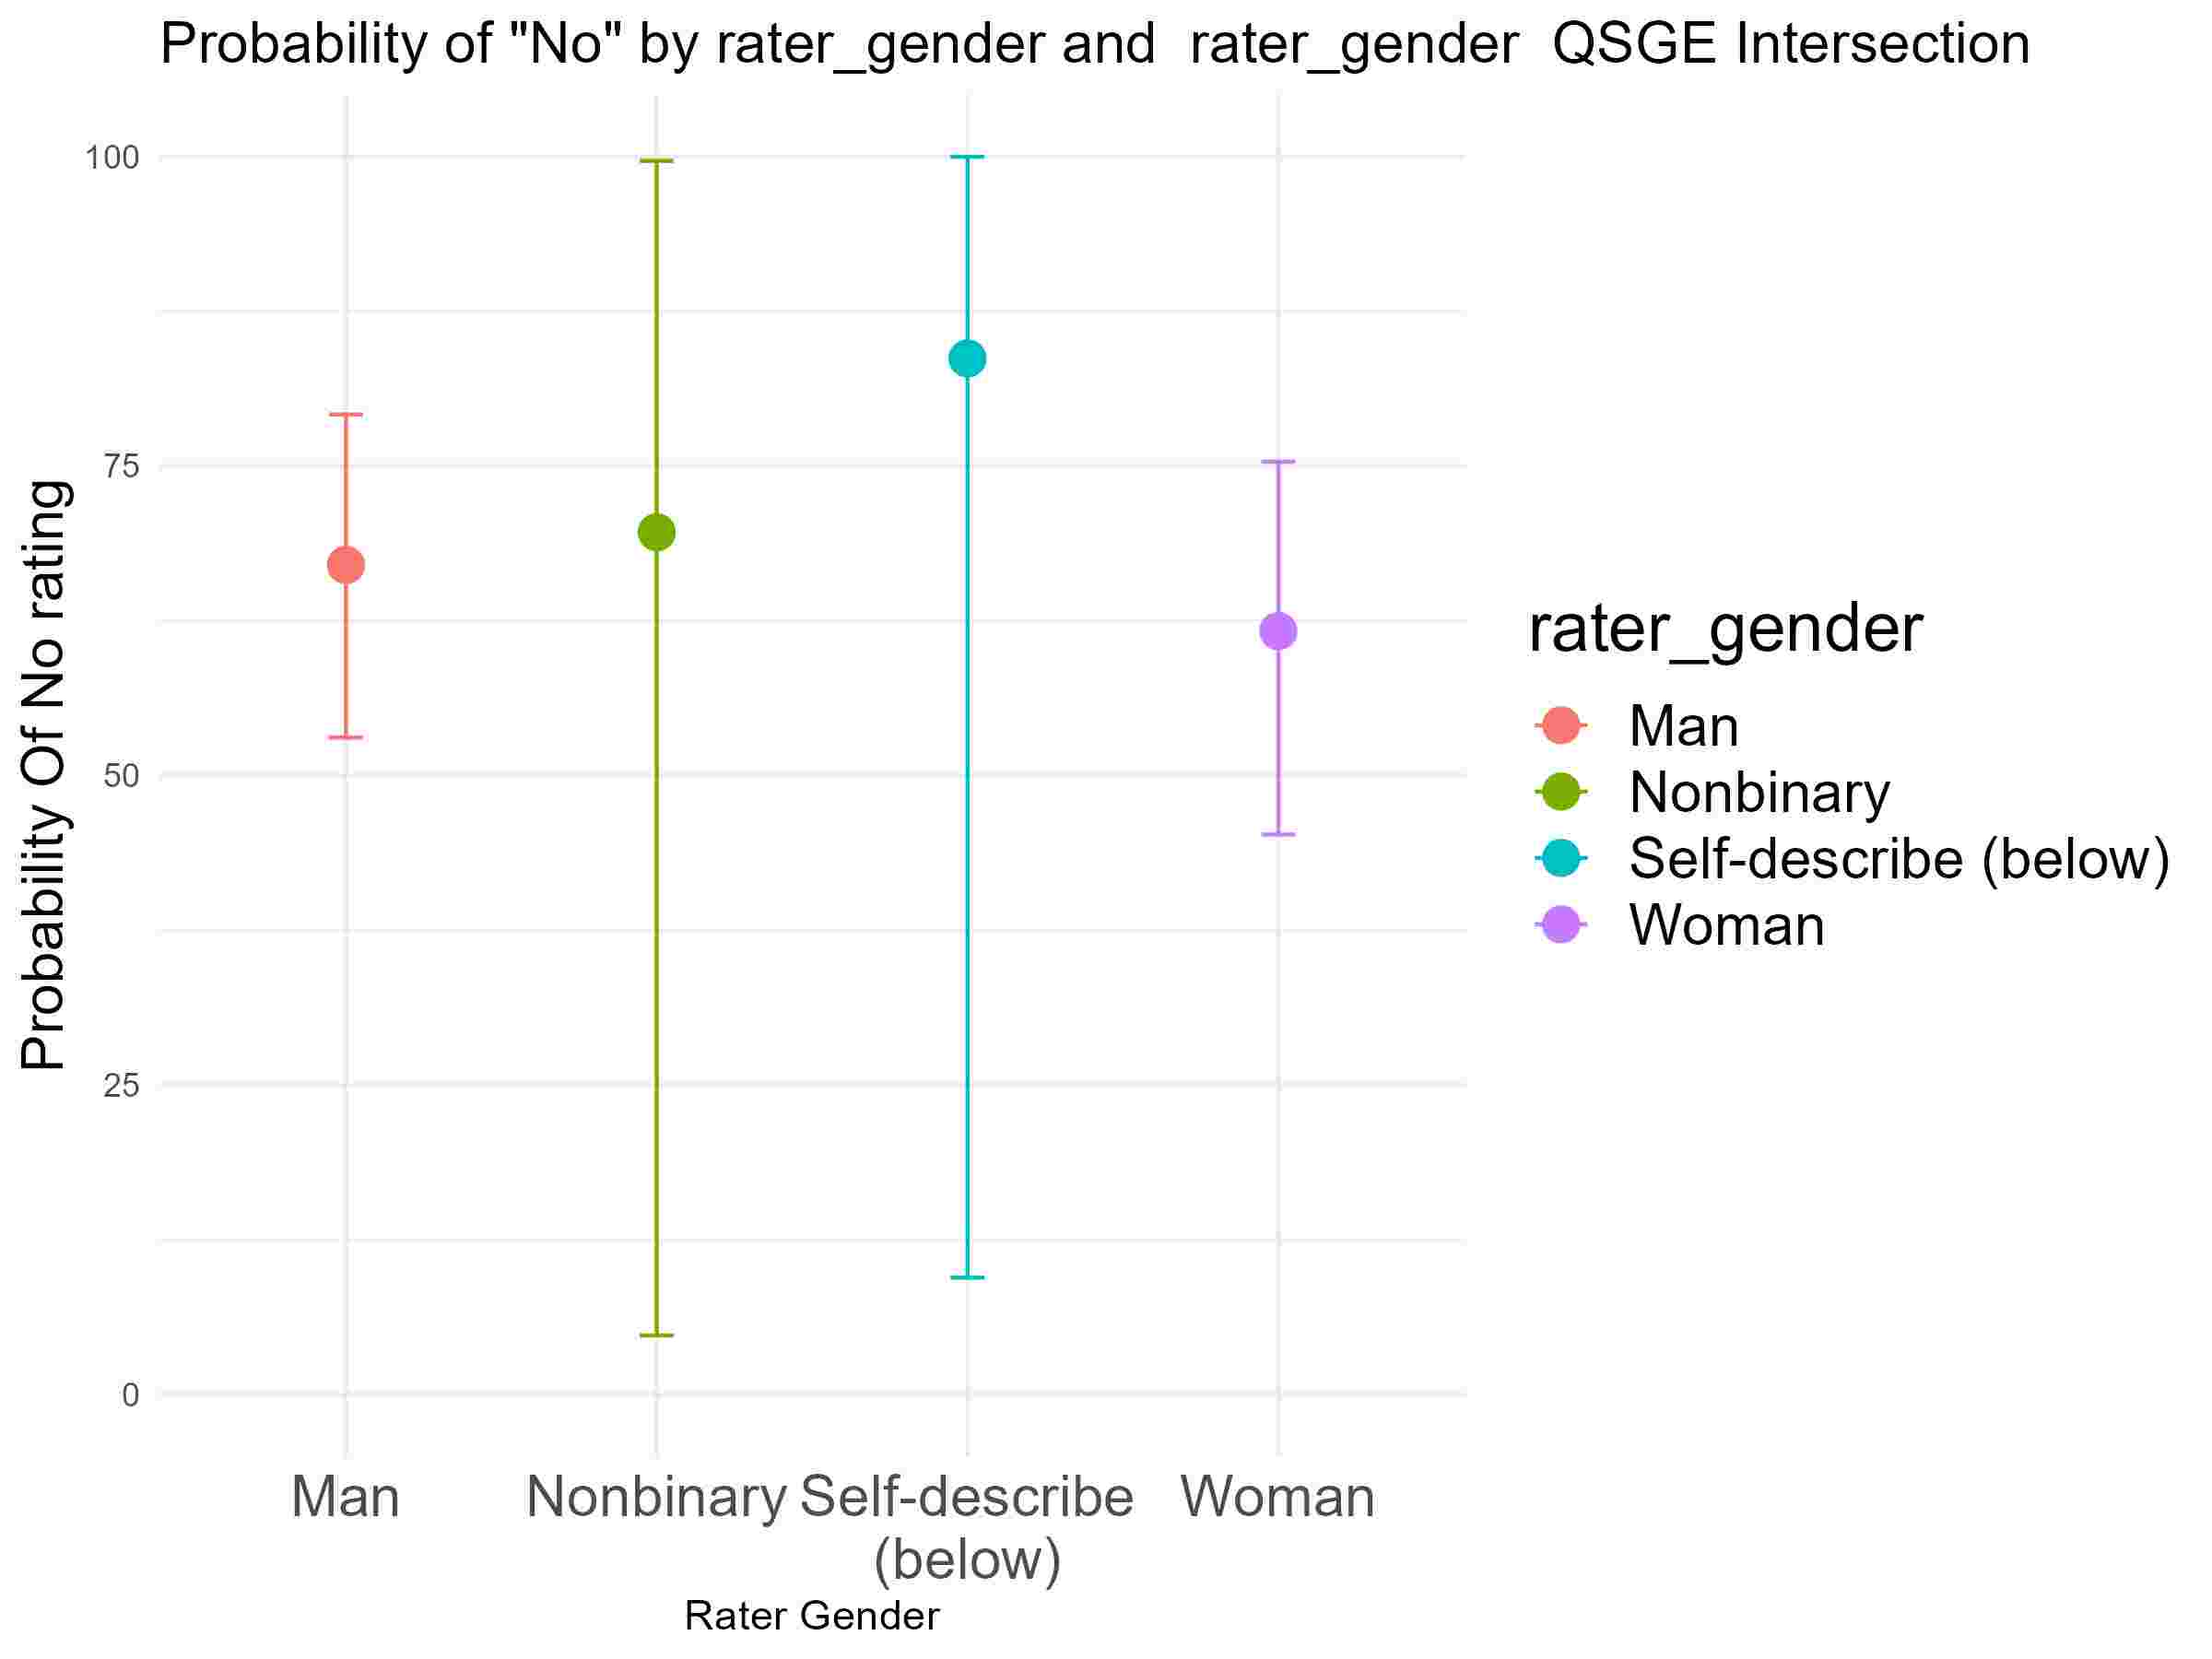 Probability of "No" by rater_gender and  rater_gender  QSGE Intersection
Probability Of No rating
100
75
50
25
0
Man
Nonbinary
Self-describe
(below)
Woman
Rater Gender
rater_gender
Man
Nonbinary
Self-describe (below)
Woman